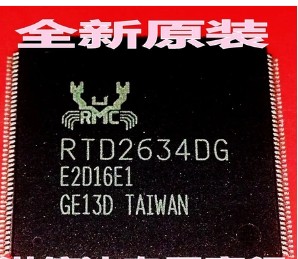 全新原装
RMC
RTD2634DG
E2D16E1
GE13D TAIWAN